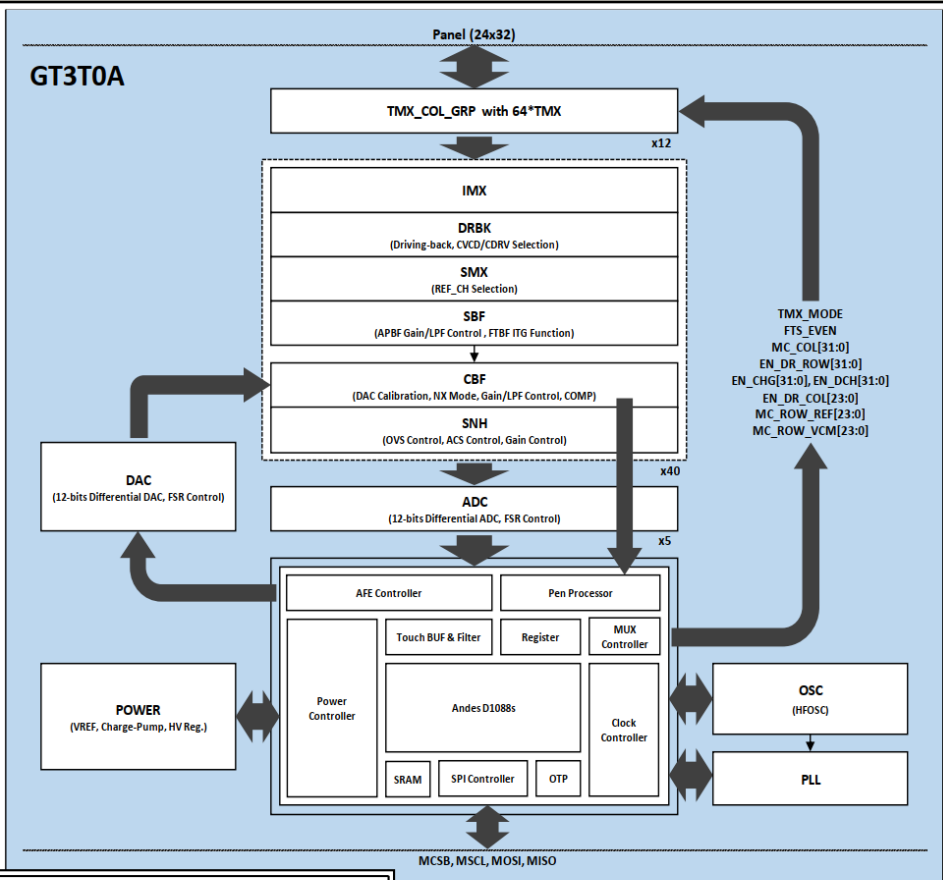 Panel (24x32)
GT3T0A
TMX_COL_GRP with 64*TMX
x12
IMX
DRBK
(Driving-back, CVCD/CDRV Selection)
SMX
(REF_CH Selection)
SBF
(APBF Gain/LPF Control , FTBF ITG Function)
CBF
(DAC Calibration, NX Mode, Gain/LPF Control, COMP)
SNH
(OVS Control, ACS Control, Gain Control)
x40
TMX_MODE
FTS_EVEN
MC_COL[31:0]
EN_DR_ROW[31:0]
EN_CHG[31:0], EN_DCH[31:0]
EN_DR_COL[23:0]
MC_ROW_REF[23:0]
MC_ROW_VCM[23:0]
DAC
(12-bits Differential DAC, FSR Control)
ADC
(12-bits Differential ADC, FSR Control)
x5
AFE Controller
Pen Processor
Touch BUF & Filter
Register
MUX
Controller
Power
Controller
Andes D1088s
Clock
Controller
SRAM
SPI Controller
OTP
POWER
(VREF, Charge-Pump, HV Reg.)
OSC
(HFOSC)
PLL
MCSB, MSCL, MOSI, MISO